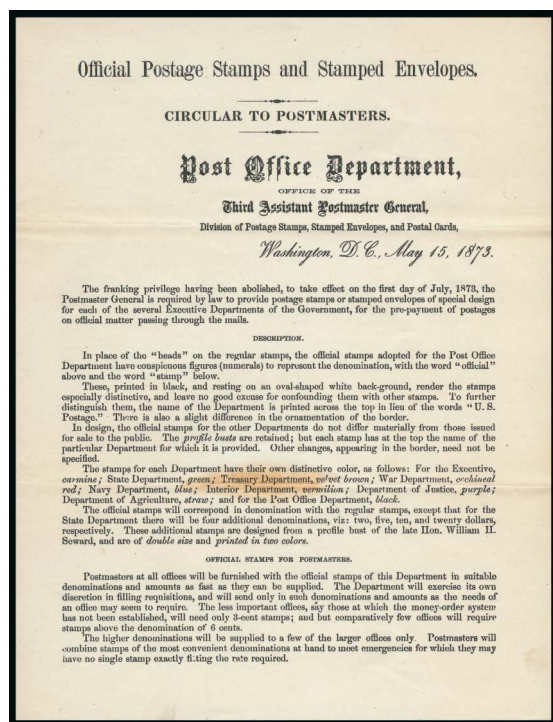 Official Postage Stamps and Stamped Envelopes.
CIRCULAR TO POSTMASTERS.
Post Office Department,
OFFICE OF THE
Third Assistant Postmaster General,
Division of Postage Stamps, Stamped Envelopes, and Postal Cards,
Washington, D. C., May 15, 1873.
The franking privilege having been abolished, to take effect on the first day of July, 1873, the
Postmaster General is required by law to provide postage stamps or stamped envelopes of special design
for each of the several Executive Departments of the Government, for the pre-payment of postages
on official matter passing through the mails.
DESCRIPTION.
In place of the "heads" on the regular stamps, the official stamps adopted for the Post Office
Department have conspicuous figures (numerals) to represent the denomination, with the word "official"
above and the word "stamp" below.
These, printed in black, and resting on an oval-shaped white back-ground, render the stamps
especially distinctive, and leave no good excuse for confounding them with other stamps. To further
distinguish them, the name of the Department is printed across the top in lieu of the words "U. S.
Postage." There is also a slight difference in the ornamentation of the border.
In design, the official stamps for the other Departments do not differ materially from those issued
for sale to the public. The profile busts are retained; but each stamp has at the top the name of the
particular Department for which it is provided. Other changes, appearing in the border, need not be
specified.
The stamps for each Department have their own distinctive color, as follows: For the Executive,
carmine; State Department, green; Treasury Department, velvet brown; War Department, cochineal
red; Navy Department, blue; Interior Department, vermilion; Department of Justice, purple;
Department of Agriculture, straw; and for the Post Office Department, black.
The official stamps will correspond in denomination with the regular stamps, except that for the
State Department there will be four additional denominations, viz: two, five, ten, and twenty dollars,
respectively. These additional stamps are designed from a profile bust of the late Hon. William H.
Seward, and are of double size and printed in two colors.
OFFICIAL STAMPS FOR POSTMASTERS.
Postmasters at all offices will be furnished with the official stamps of this Department in suitable
denominations and amounts as fast as they can be supplied. The Department will exercise its own
discretion in filling requisitions, and will send only in such denominations and amounts as the needs of
an office may seem to require. The less important offices, say those at which the money-order system
has not been established, will need only 3-cent stamps; and but comparatively few offices will require
stamps above the denomination of 6 cents.
The higher denominations will be supplied to a few of the larger offices only. Postmasters will
combine stamps of the most convenient denominations at hand to meet emergencies for which they may
have no single stamp exactly fitting the rate required.